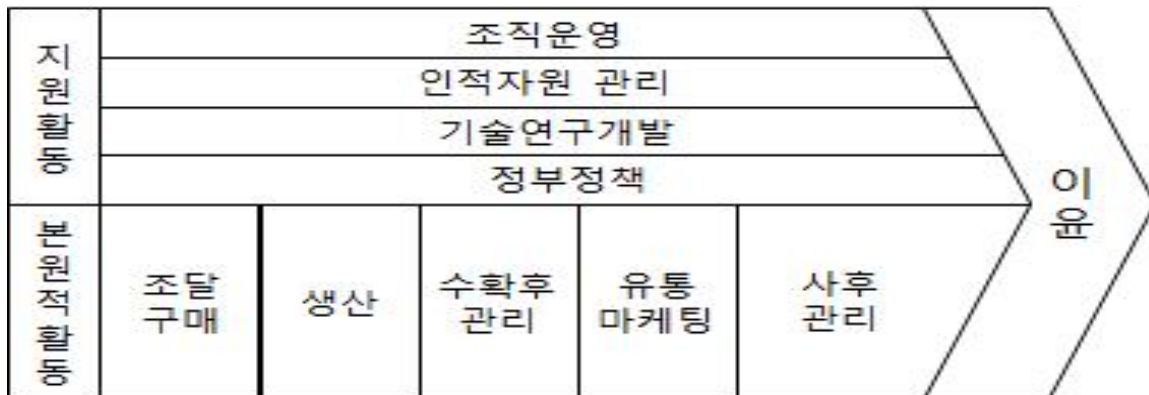 지원활동
조직운영
인적자원 관리
기술연구개발
정부정책
이윤
본원적활동
조달
구매
생산
수확후
관리
유통
마케팅
사후
관리